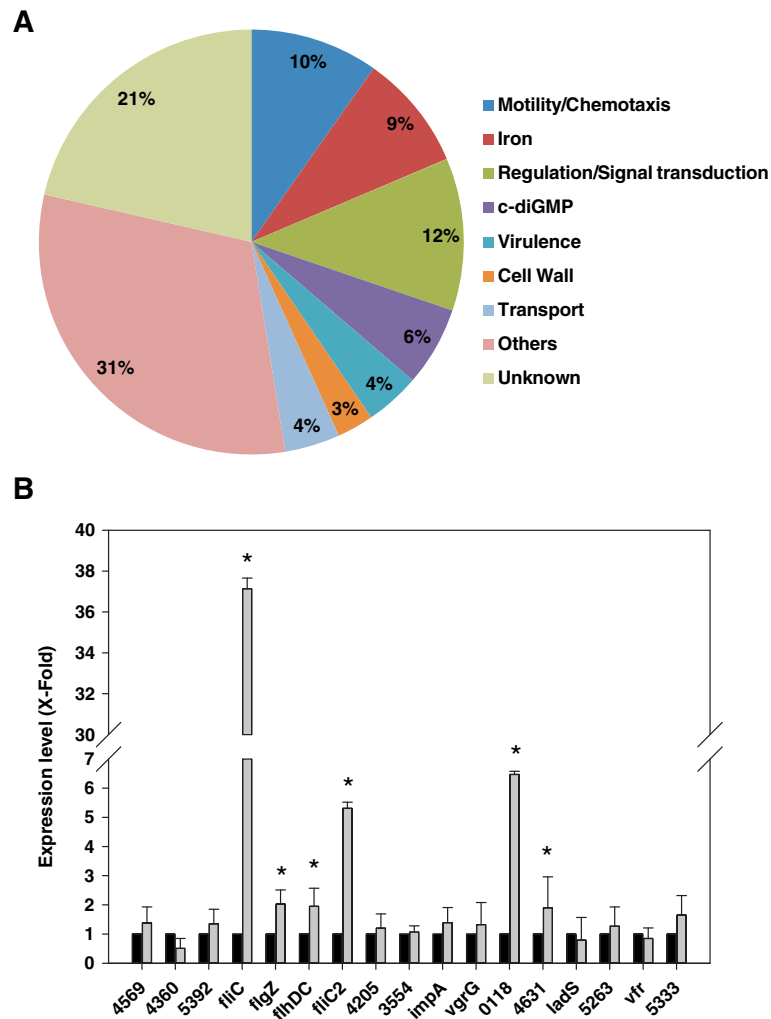 A
10%
9%
12%
6%
4%
3%
4%
31%
21%
Motility/Chemotaxis
Iron
Regulation/Signal transduction
c-diGMP
Virulence
Cell Wall
Transport
Others
Unknown
B
Expression level (X-Fold)
40
38
36
34
32
30
7
6
5
4
3
2
1
0
*
*
*
*
*
*
4569
4360
5392
fliC
flgZ
flhDC
fliC2
4205
3554
impA
vgrG
0118
4631
ladS
5263
vfr
5333